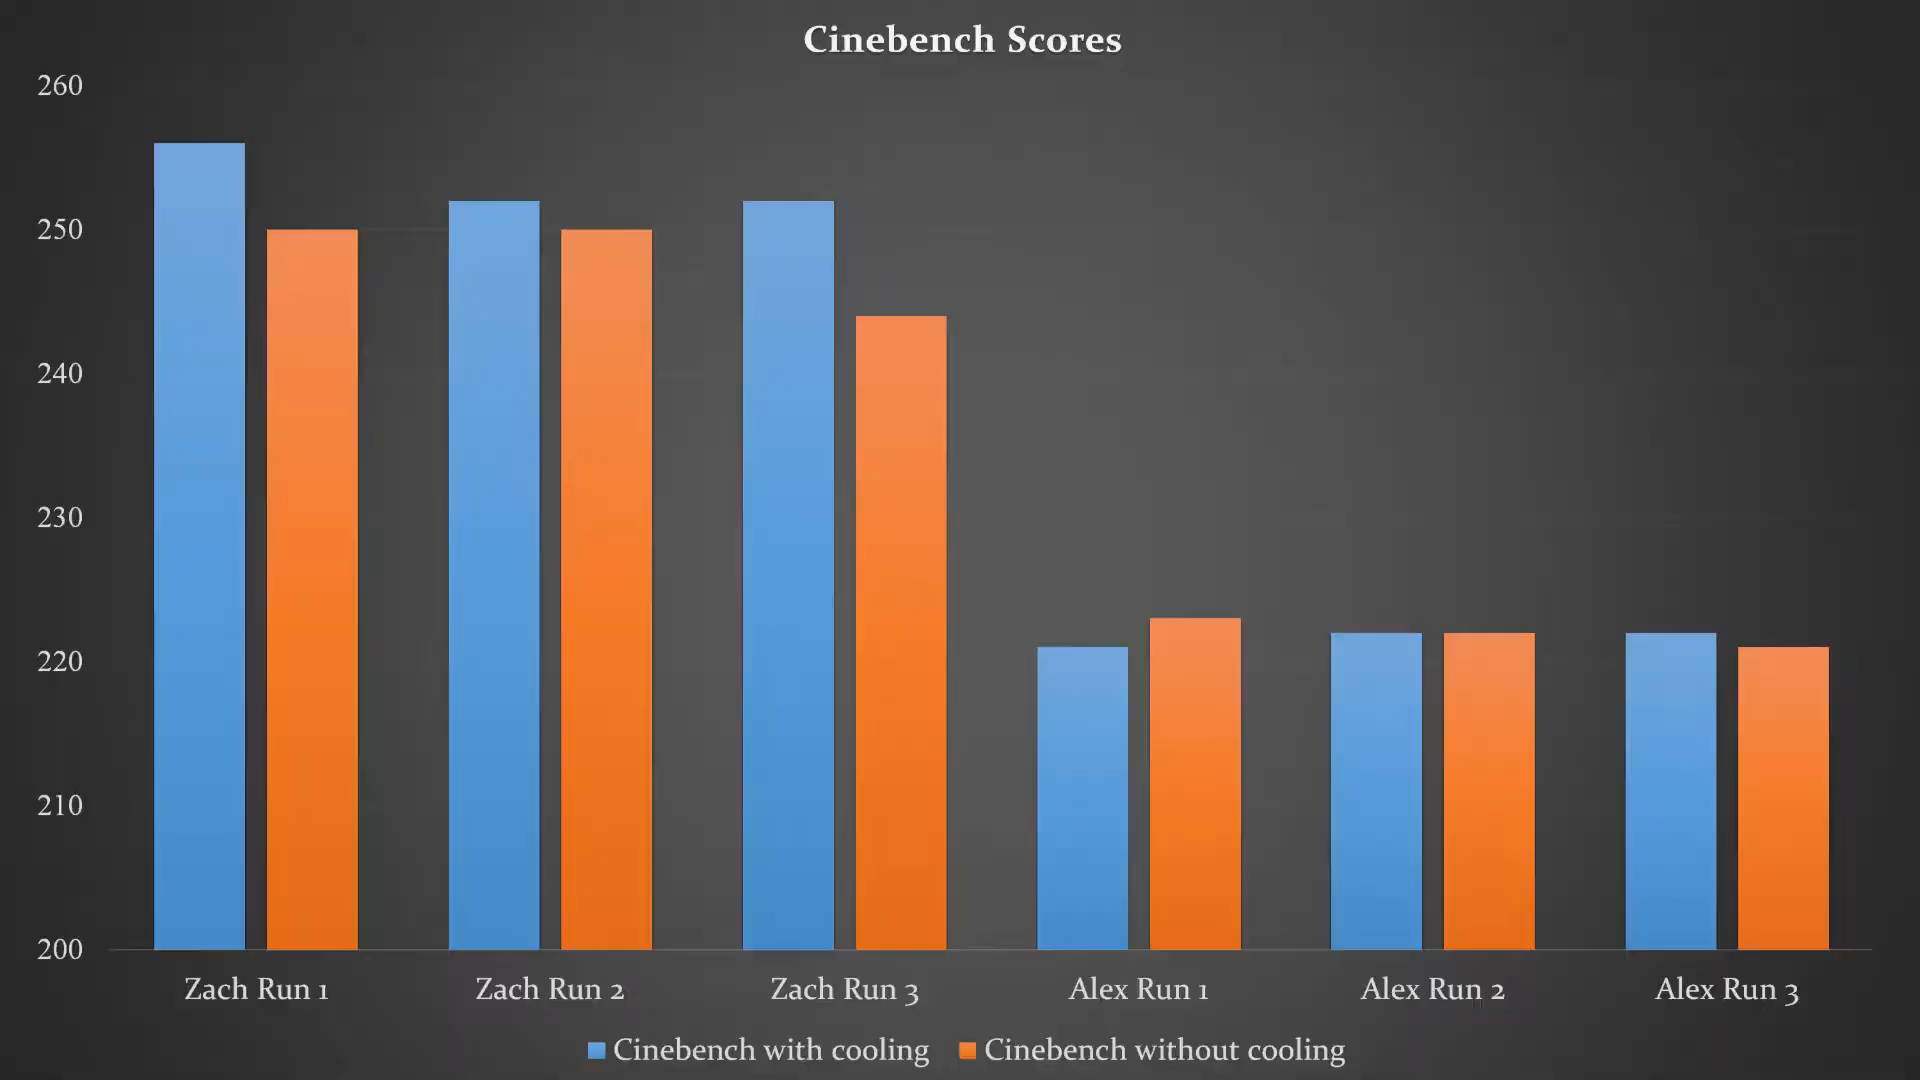 Cinebench Scores
260
250
240
230
220
210
200
Zach Run 1
Zach Run 2
Zach Run 3
Alex Run 1
Alex Run 2
Alex Run 3
Cinebench with cooling
Cinebench without cooling